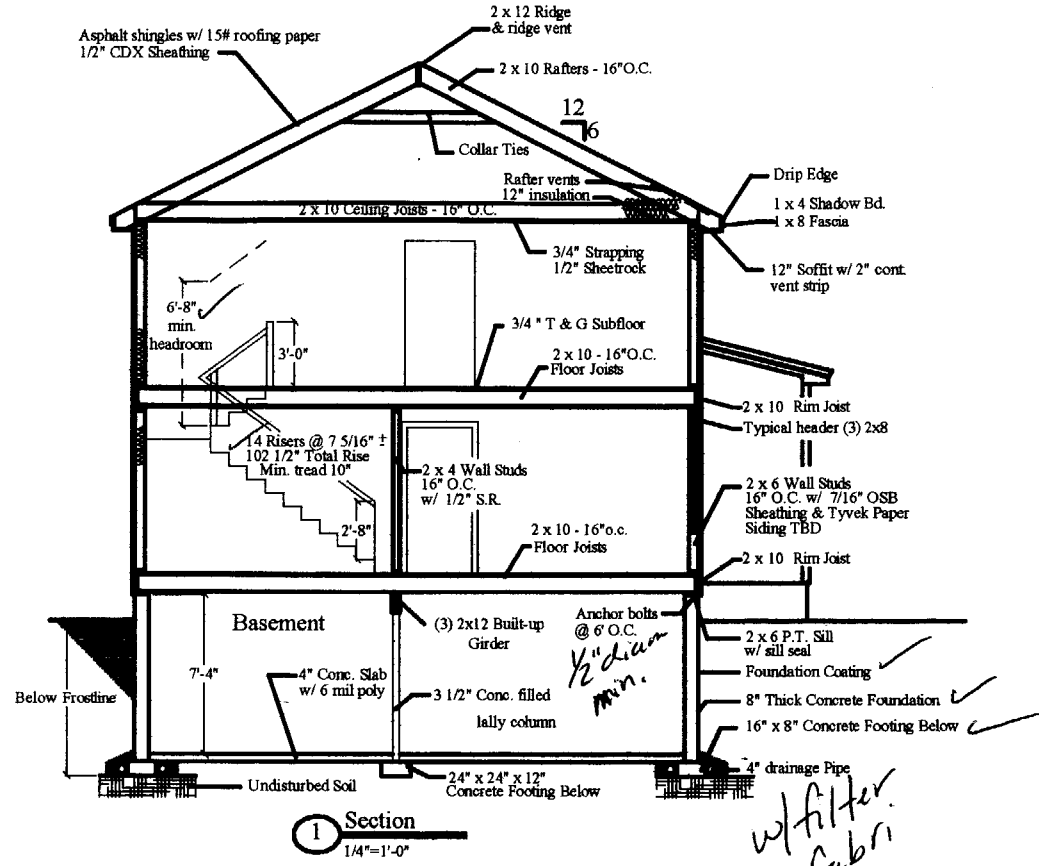 2 x 12 Ridge
& ridge vent
Asphalt shingles w/ 15# roofing paper
1/2" CDX Sheathing
2 x 10 Rafters - 16"O.C.
12
6
Collar Ties
Rafter vents
12" insulation
Drip Edge
1 x 4 Shadow Bd.
1 x 8 Fascia
2 x 10 Ceiling Joists - 16" O.C.
3/4" Strapping
1/2" Sheetrock
12" Soffit w/ 2" cont.
vent strip
6'-8"
min.
headroom
3'-0"
3/4 " T & G Subfloor
2 x 10 - 16"O.C.
Floor Joists
2 x 10 Rim Joist
Typical header (3) 2x8
14 Risers @ 7 5/16" ±
102 1/2" Total Rise
Min. tread 10"
2 x 4 Wall Studs
16" O.C.
w/ 1/2" S.R.
2 x 6 Wall Studs
16" O.C. w/ 7/16" OSB
Sheathing & Tyvek Paper
Siding TBD
2'-8"
2 x 10 - 16"o.c.
Floor Joists
2 x 10 Rim Joist
Basement
(3) 2x12 Built-up
Girder
Anchor bolts
@ 6' O.C.
1/2" diam
min.
2 x 6 P.T. Sill
w/ sill seal
7'-4"
4" Conc. Slab
w/ 6 mil poly
Foundation Coating
Below Frostline
3 1/2" Conc. filled
lally column
8" Thick Concrete Foundation
16" x 8" Concrete Footing Below
4" drainage Pipe
w/ filter
Undisturbed Soil
24" x 24" x 12"
Concrete Footing Below
1 Section
1/4"=1'-0"